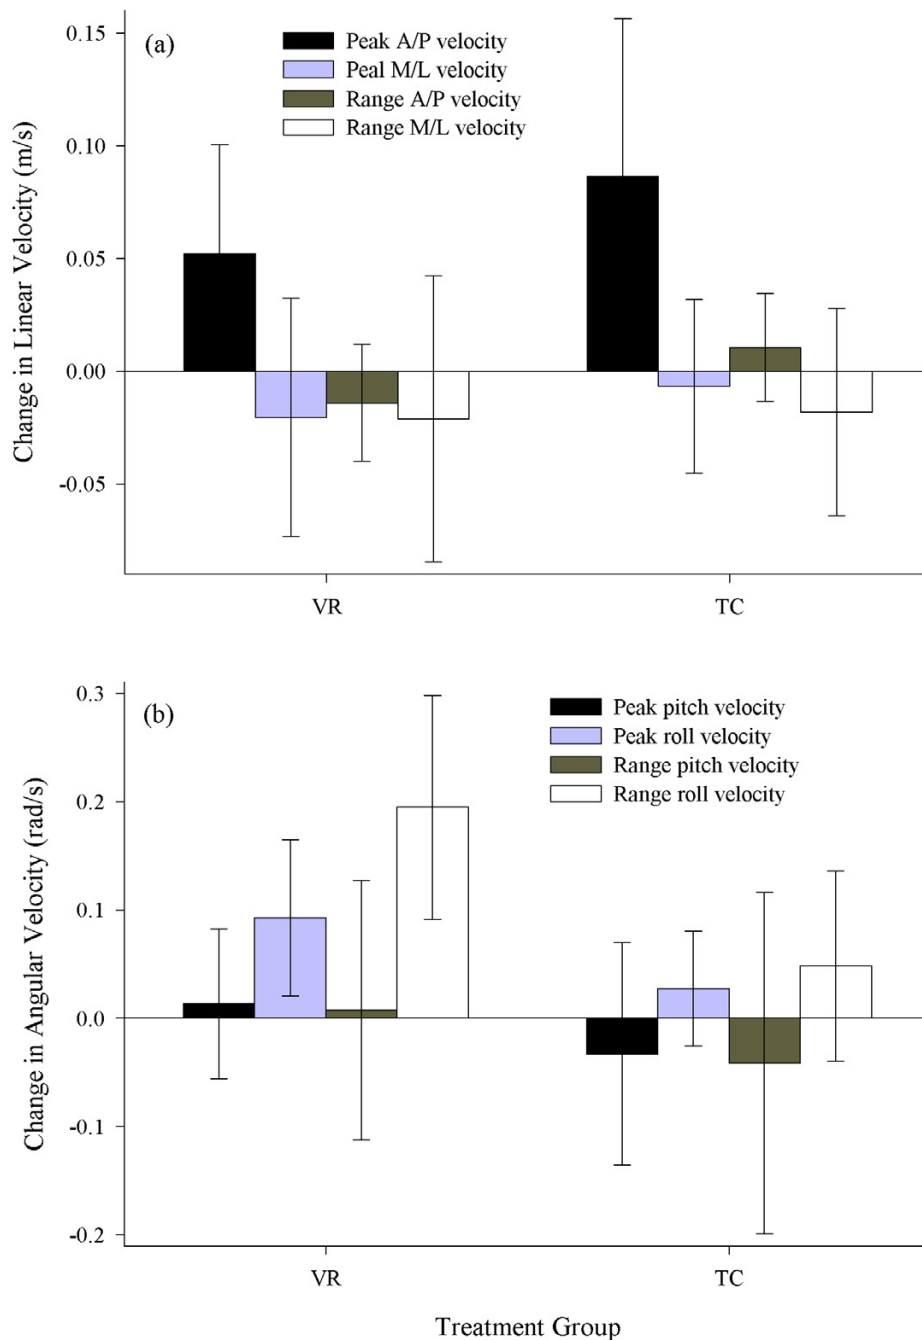 (a)
Peak A/P velocity
Peal M/L velocity
Range A/P velocity
Range M/L velocity
Change in Linear Velocity (m/s)
0.15
0.10
0.05
0.00
-0.05
VR TC
(b)
Peak pitch velocity
Peak roll velocity
Range pitch velocity
Range roll velocity
Change in Angular Velocity (rad/s)
0.3
0.2
0.1
0.0
-0.1
-0.2
VR TC
Treatment Group